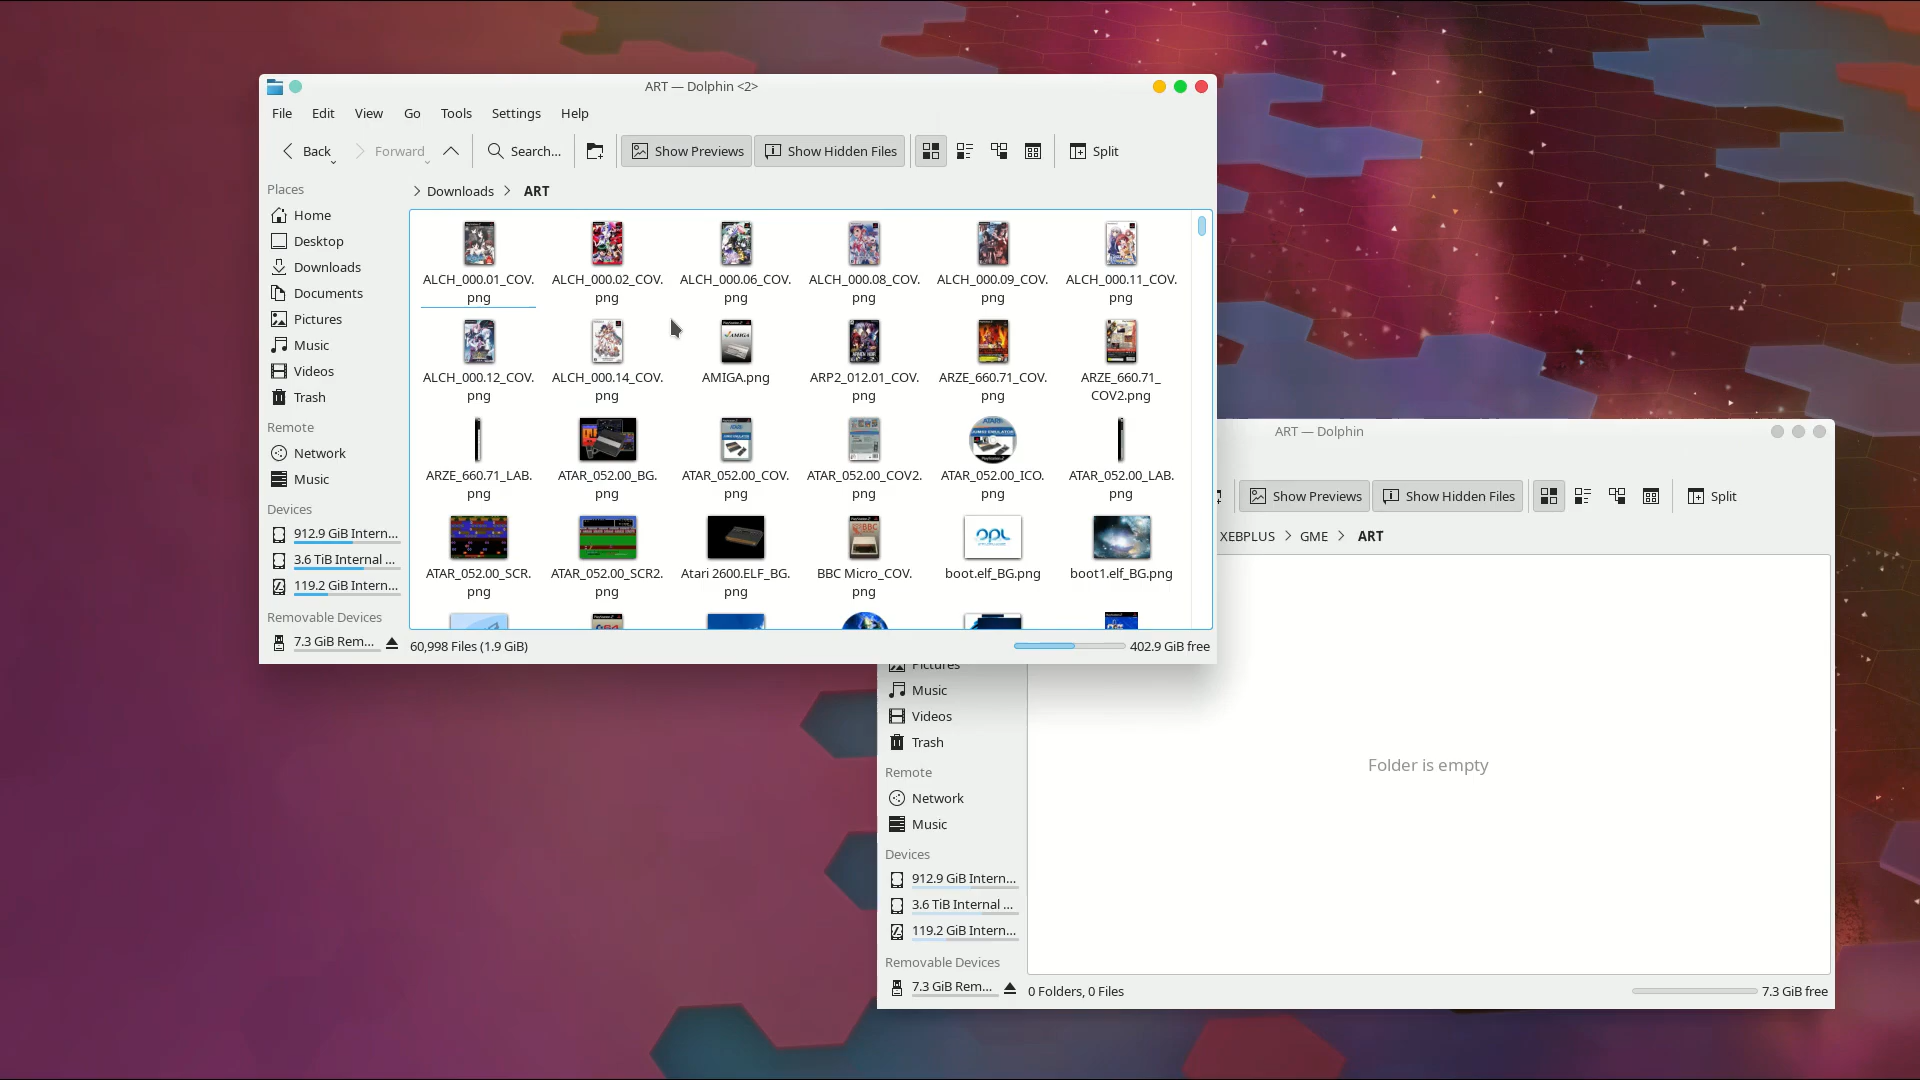 ART — Dolphin <2>
File Edit View Go Tools Settings Help
Back Forward Search... Show Previews Show Hidden Files Split
Places
Home
Desktop
Downloads
Documents
Pictures
Music
Videos
Trash
Remote
Network
Music
Devices
912.9 GiB Intern...
3.6 TiB Internal ...
119.2 GiB Intern...
Removable Devices
7.3 GiB Rem...
Downloads ART
ALCH_000.01_COV. ALCH_000.02_COV. ALCH_000.06_COV. ALCH_000.08_COV. ALCH_000.09_COV. ALCH_000.11_COV.
png png png png png png
ALCH_000.12_COV. ALCH_000.14_COV. AMIGA.png ARP2_012.01_COV. ARZE_660.71_COV. ARZE_660.71_
png png png png COV2.png
ARZE_660.71_LAB. ATAR_052.00_BG. ATAR_052.00_COV. ATAR_052.00_COV2. ATAR_052.00_ICO. ATAR_052.00_LAB.
png png png png png png
ATAR_052.00_SCR. ATAR_052.00_SCR2. Atari 2600.ELF_BG. BBC Micro_COV. boot.elf_BG.png boot1.elf_BG.png
png png png png
60,998 Files (1.9 GiB) 402.9 GiB free
ART — Dolphin
Show Previews Show Hidden Files Split
XEBPLUS GME ART
Pictures
Music
Videos
Trash
Remote
Network
Music
Devices
912.9 GiB Intern...
3.6 TiB Internal ...
119.2 GiB Intern...
Removable Devices
7.3 GiB Rem...
Folder is empty
0 Folders, 0 Files 7.3 GiB free